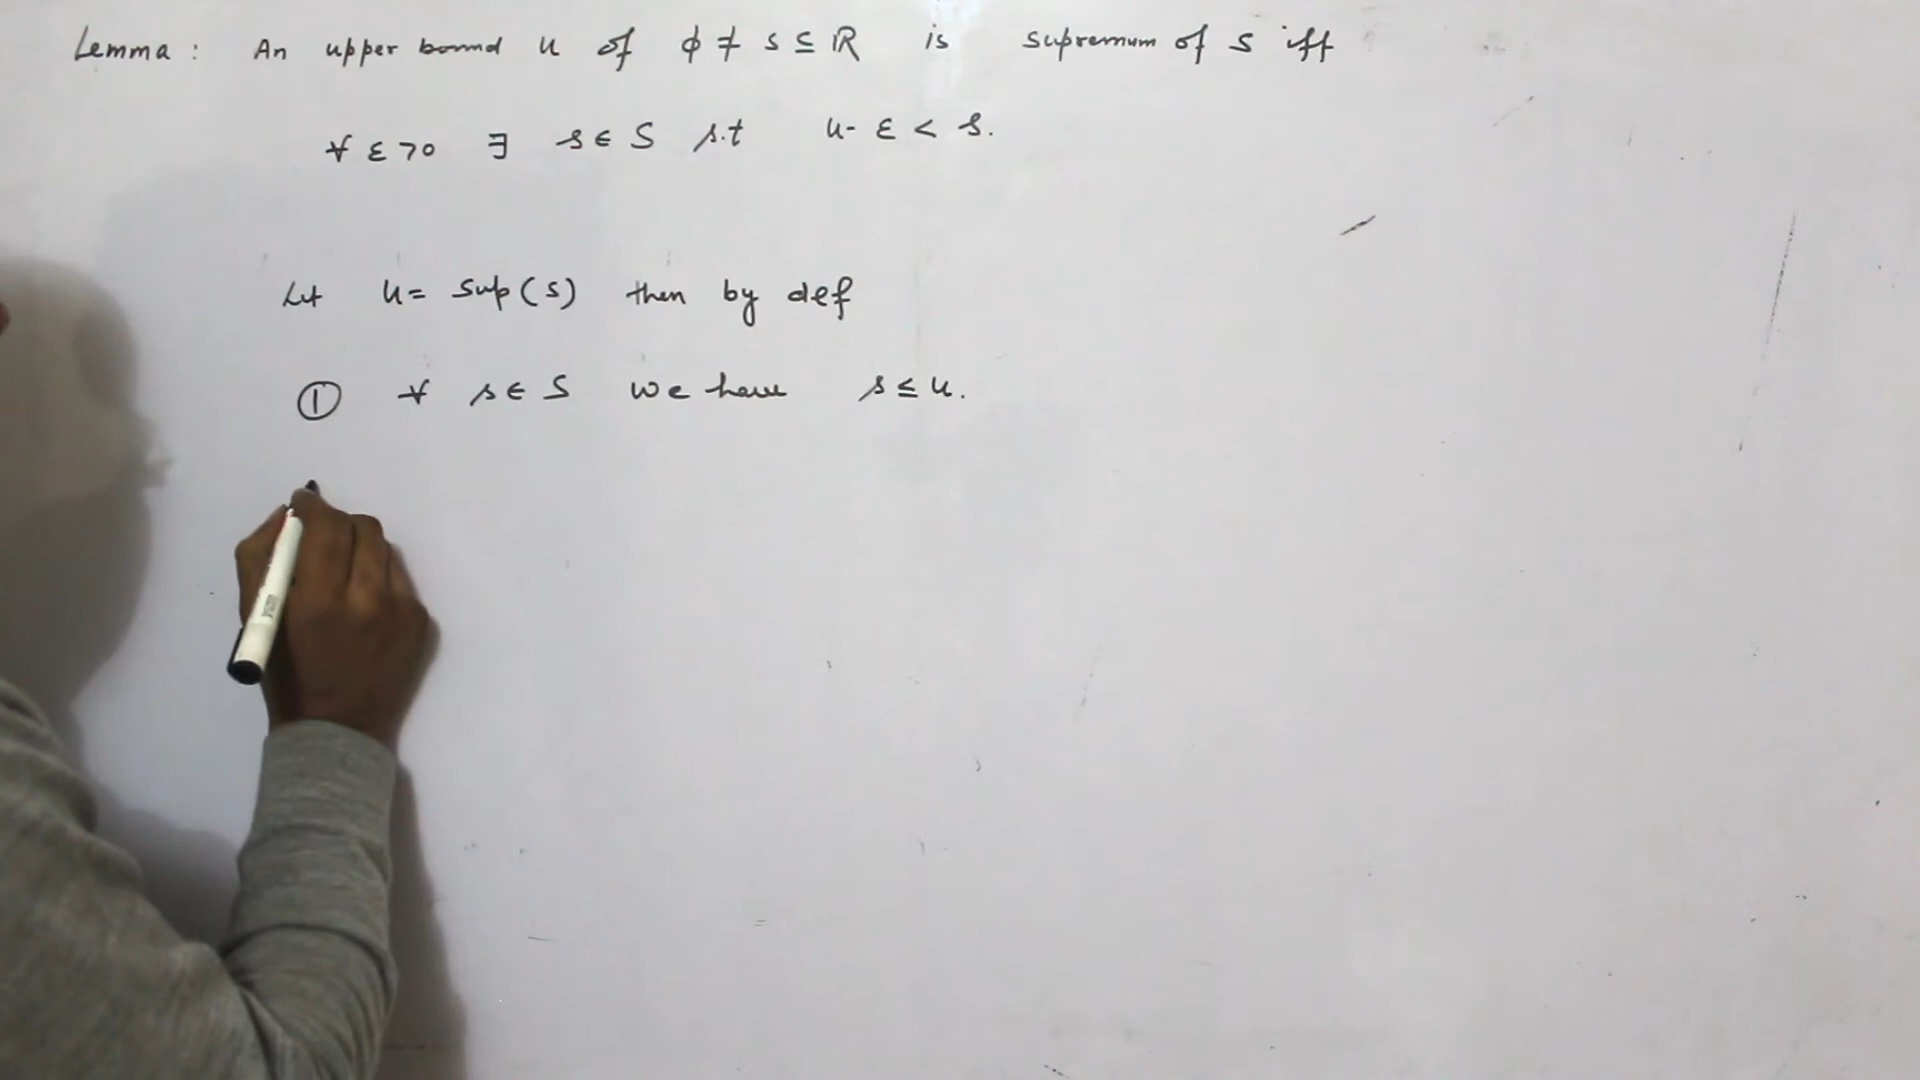 Lemma : An upper bound u of ϕ ≠ S ⊆ ℝ is supremum of S iff
∀ ε > 0 ∃ s ∈ S s.t u - ε < s.
Let u = sup(S) then by def
① ∀ s ∈ S we have s ≤ u.